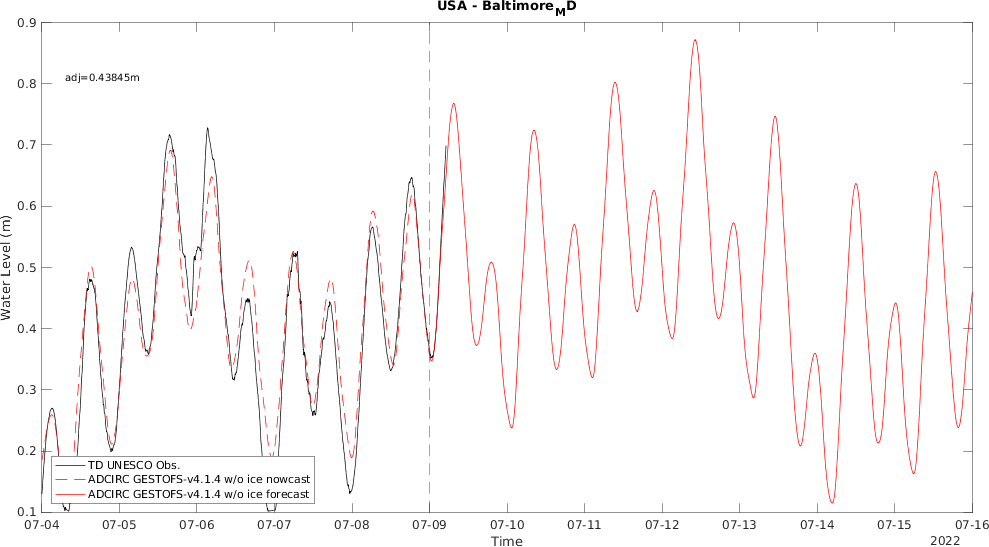 USA - Baltimore_MD
adj=0.43845m
0.9
0.8
0.7
0.6
0.5
0.4
0.3
0.2
0.1
Water Level (m)
TD UNESCO Obs.
ADCIRC GESTOFS-v4.1.4 w/o ice nowcast
ADCIRC GESTOFS-v4.1.4 w/o ice forecast
07-04 07-05 07-06 07-07 07-08 07-09 07-10 07-11 07-12 07-13 07-14 07-15 07-16
Time
2022